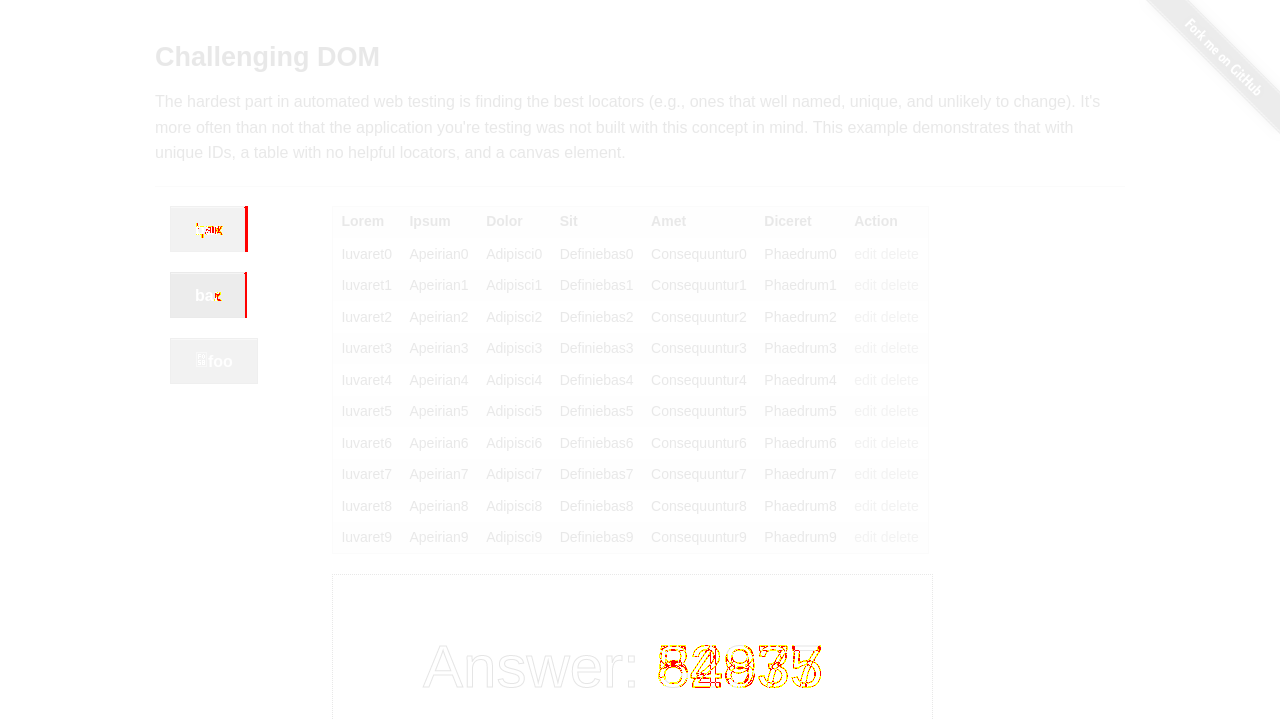 Fork me on GitHub
Challenging DOM
The hardest part in automated web testing is finding the best locators (e.g., ones that well named, unique, and unlikely to change). It's
more often than not that the application you're testing was not built with this concept in mind. This example demonstrates that with
unique IDs, a table with no helpful locators, and a canvas element.
foo
Lorem Ipsum Dolor Sit Amet Diceret Action
Iuvaret0 Apeirian0 Adipisci0 Definiebas0 Consequuntur0 Phaedrum0 edit delete
Iuvaret1 Apeirian1 Adipisci1 Definiebas1 Consequuntur1 Phaedrum1 edit delete
Iuvaret2 Apeirian2 Adipisci2 Definiebas2 Consequuntur2 Phaedrum2 edit delete
Iuvaret3 Apeirian3 Adipisci3 Definiebas3 Consequuntur3 Phaedrum3 edit delete
Iuvaret4 Apeirian4 Adipisci4 Definiebas4 Consequuntur4 Phaedrum4 edit delete
Iuvaret5 Apeirian5 Adipisci5 Definiebas5 Consequuntur5 Phaedrum5 edit delete
Iuvaret6 Apeirian6 Adipisci6 Definiebas6 Consequuntur6 Phaedrum6 edit delete
Iuvaret7 Apeirian7 Adipisci7 Definiebas7 Consequuntur7 Phaedrum7 edit delete
Iuvaret8 Apeirian8 Adipisci8 Definiebas8 Consequuntur8 Phaedrum8 edit delete
Iuvaret9 Apeirian9 Adipisci9 Definiebas9 Consequuntur9 Phaedrum9 edit delete
Answer: